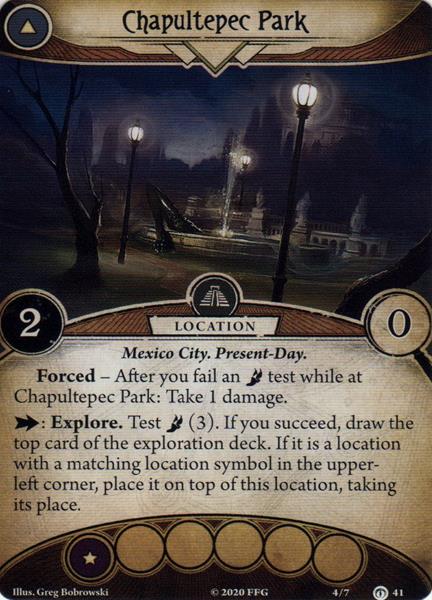 Chapultepec Park
2
LOCATION
0
Mexico City. Present-Day.
Forced – After you fail an test while at
Chapultepec Park: Take 1 damage.
: Explore. Test (3). If you succeed, draw the
top card of the exploration deck. If it is a location
with a matching location symbol in the upper-
left corner, place it on top of this location, taking
its place.
Illus. Greg Bobrowski © 2020 FFG 4/7 41